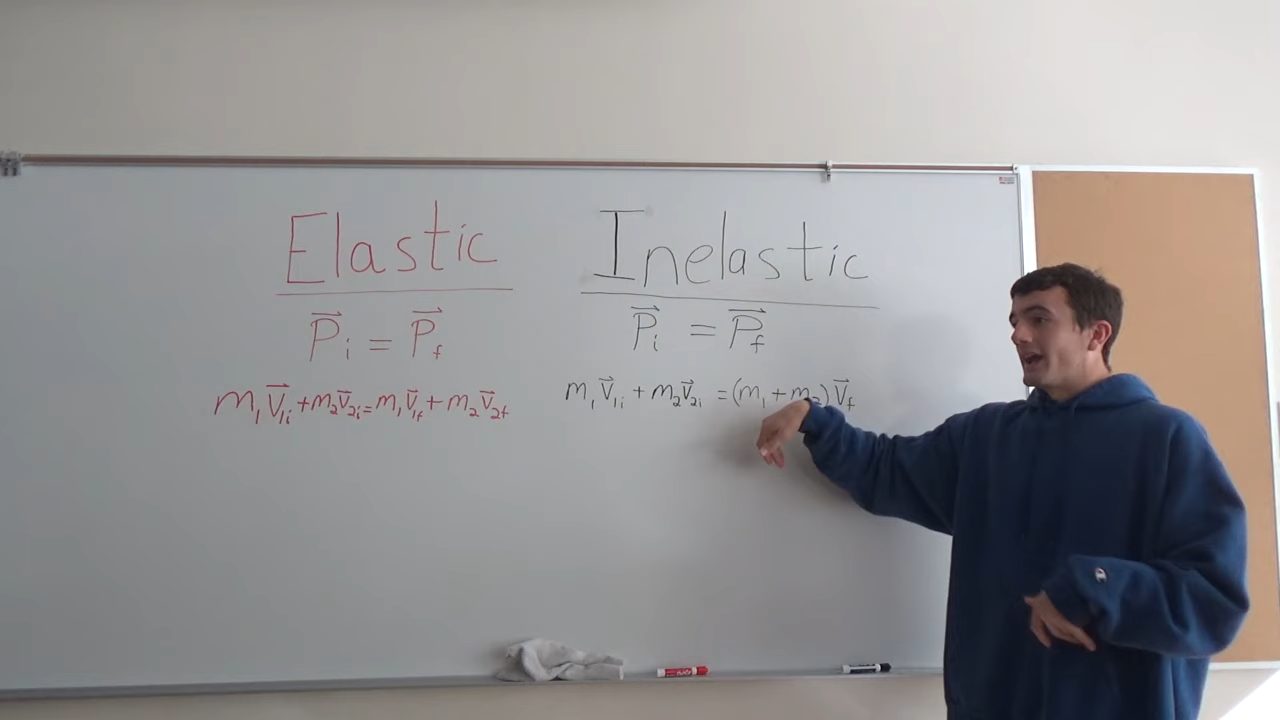 Elastic
P⃗i = P⃗f
m₁V⃗₁i + m₂V⃗₂i = m₁V⃗₁f + m₂V⃗₂f
Inelastic
P⃗i = P⃗f
m₁V⃗₁i + m₂V⃗₂i = (m₁ + m₂)V⃗f